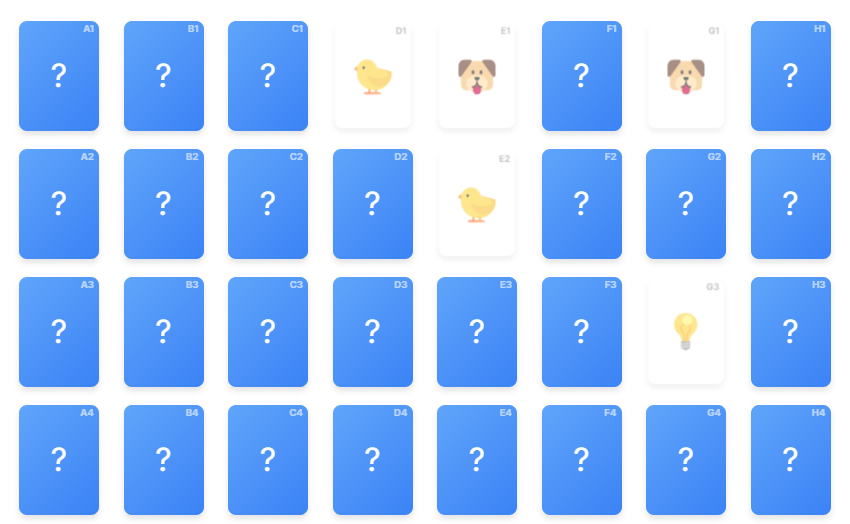 A1 B1 C1 D1 E1 F1 G1 H1
? ? ? ? ?
A2 B2 C2 D2 E2 F2 G2 H2
? ? ? ? ? ? ?
A3 B3 C3 D3 E3 F3 G3 H3
? ? ? ? ? ? ?
A4 B4 C4 D4 E4 F4 G4 H4
? ? ? ? ? ? ? ?